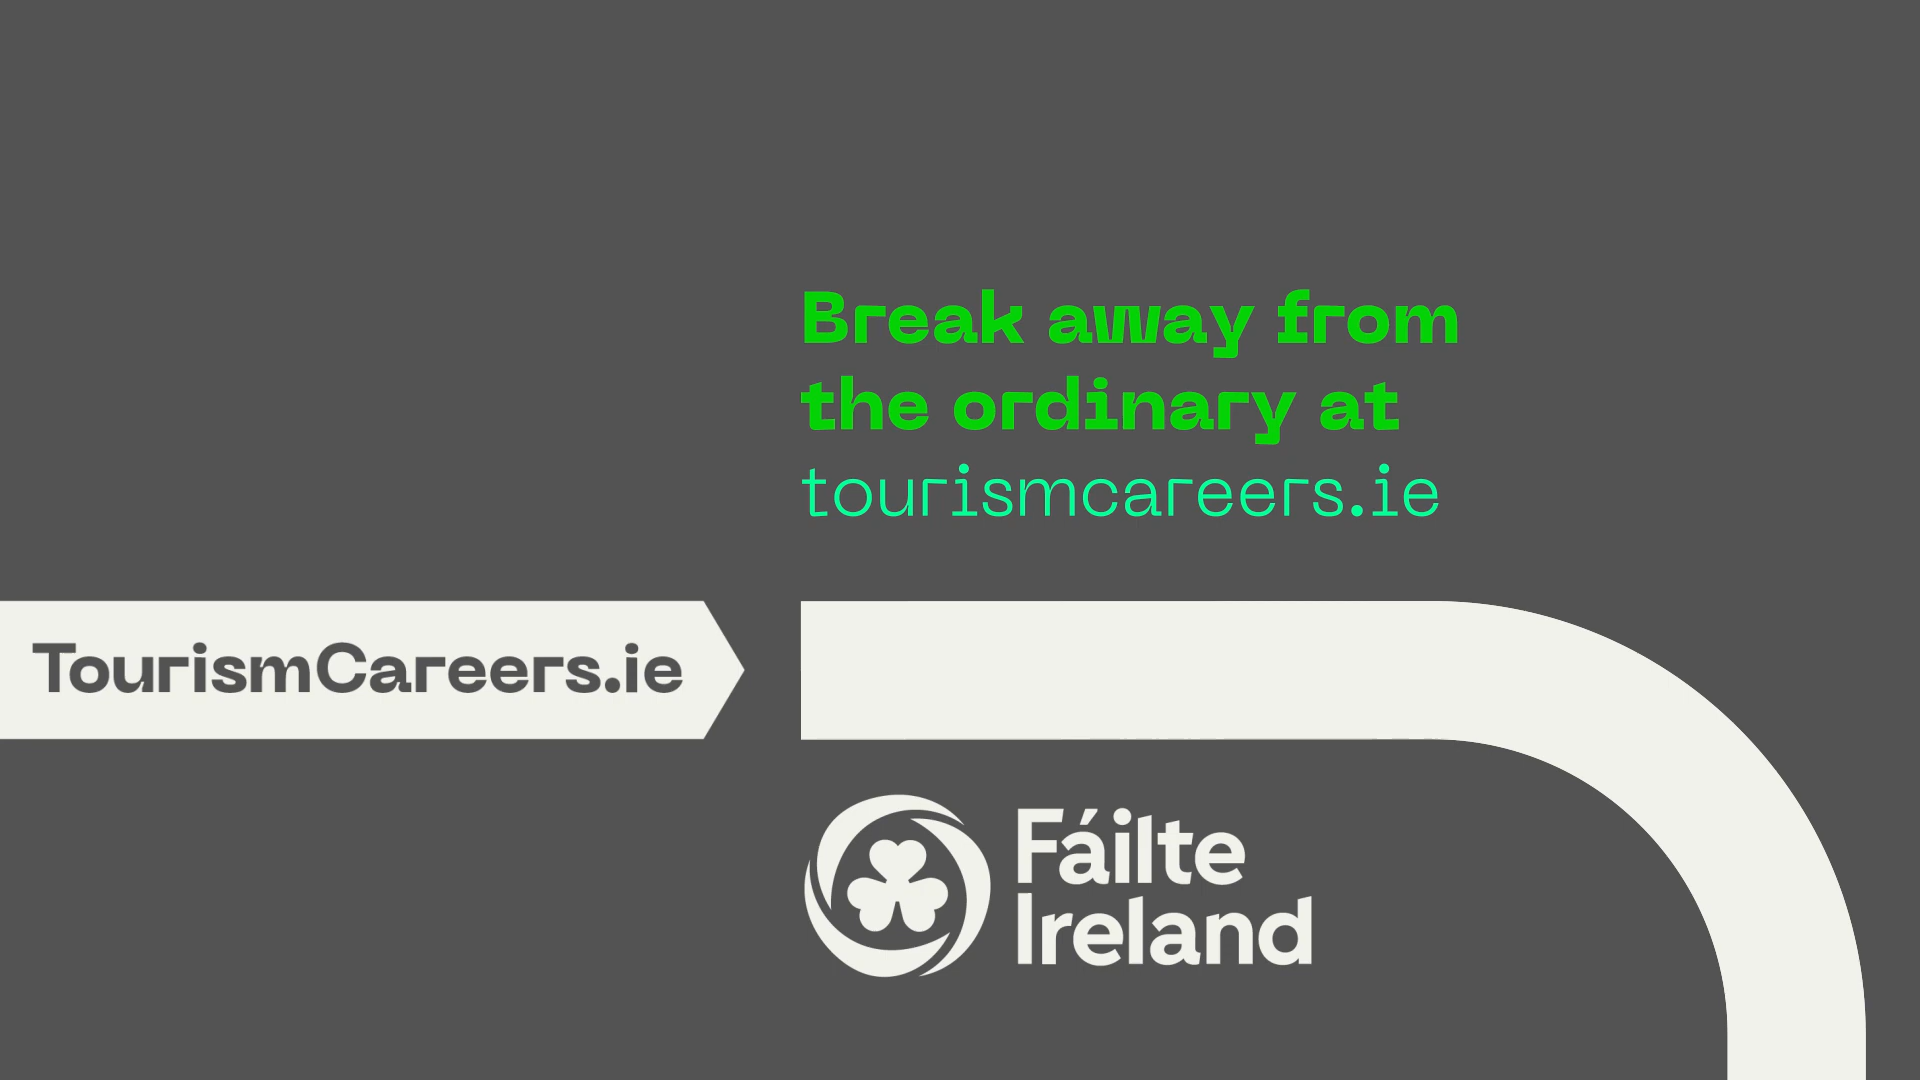 Break away from
the ordinary at
tourismcareers.ie
TourismCareers.ie
Fáilte
Ireland